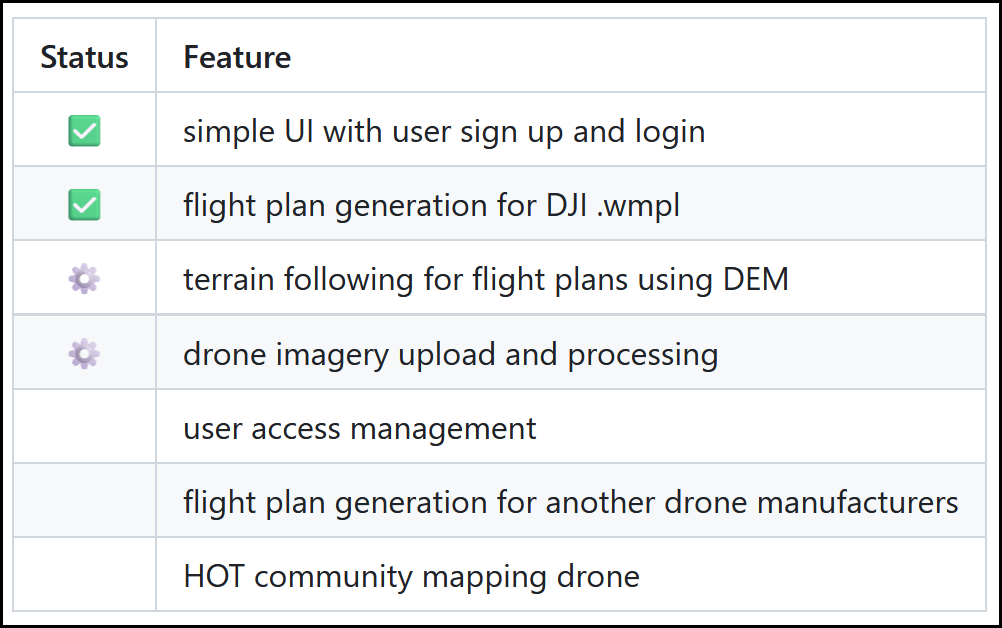 Status Feature
✅ simple UI with user sign up and login
✅ flight plan generation for DJI .wmpl
⚙️ terrain following for flight plans using DEM
⚙️ drone imagery upload and processing
user access management
flight plan generation for another drone manufacturers
HOT community mapping drone